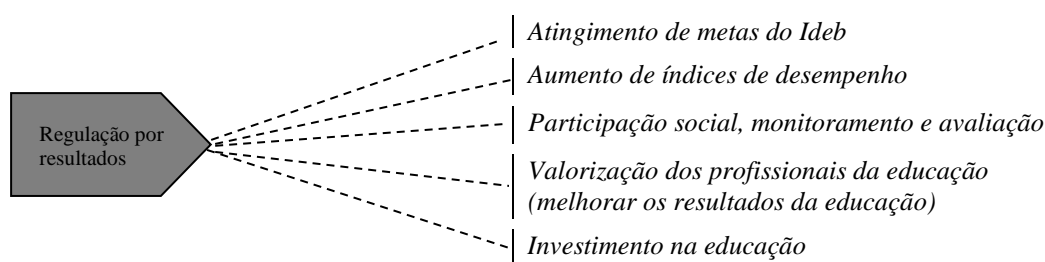 Atingimento de metas do Ideb
Aumento de índices de desempenho
Regulação por
resultados
Participação social, monitoramento e avaliação
Valorização dos profissionais da educação
(melhorar os resultados da educação)
Investimento na educação